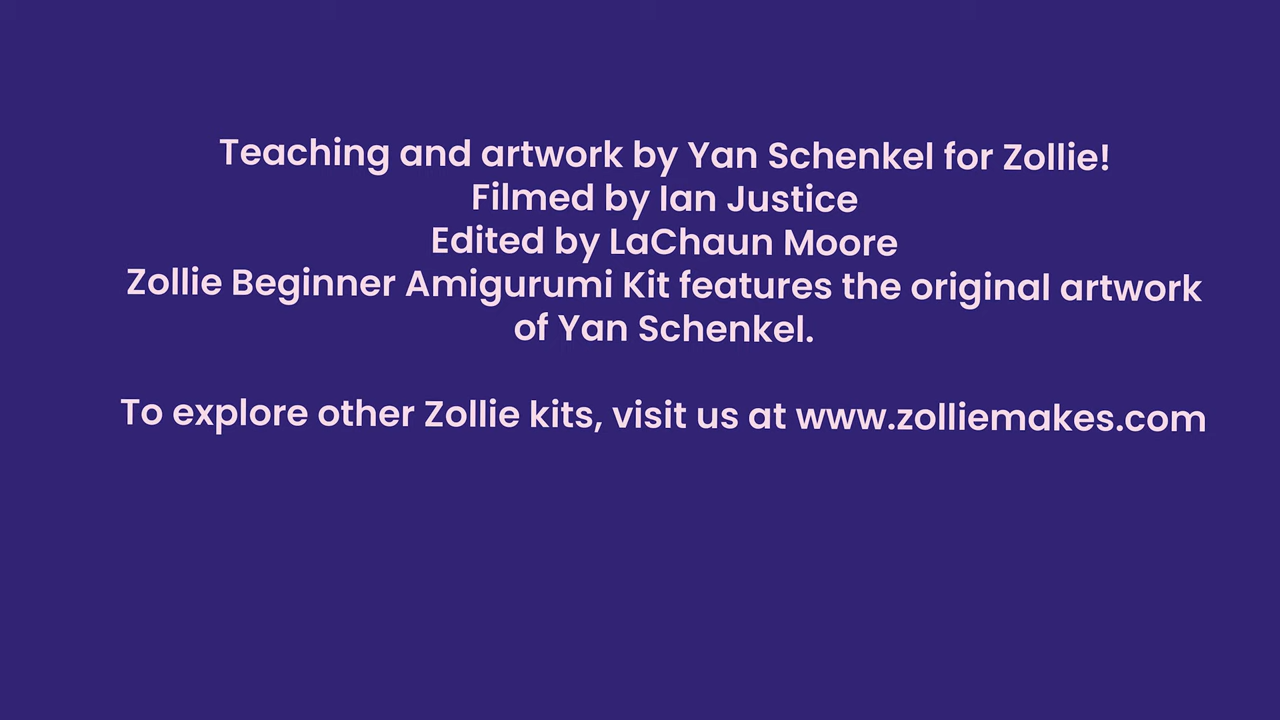 Teaching and artwork by Yan Schenkel for Zollie!
Filmed by Ian Justice
Edited by LaChaun Moore
Zollie Beginner Amigurumi Kit features the original artwork
of Yan Schenkel.
To explore other Zollie kits, visit us at www.zolliemakes.com